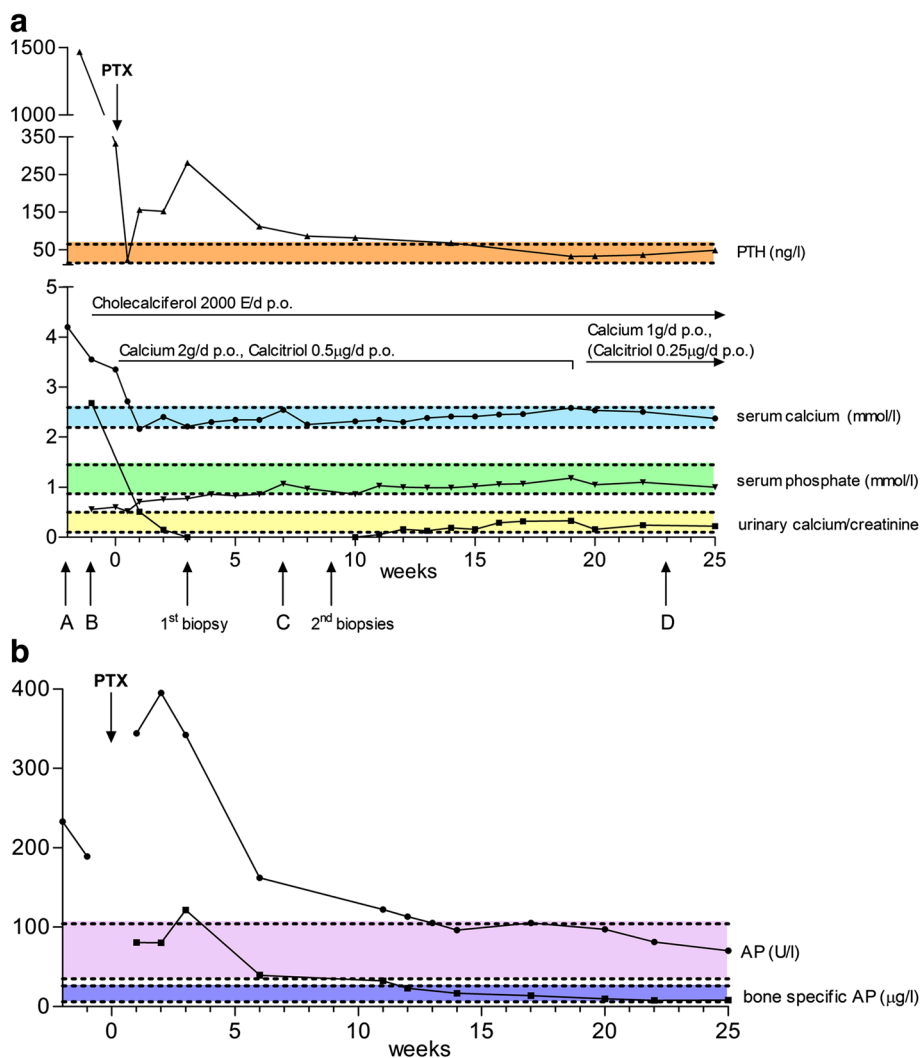 a
1500
PTX
1000
350
250
150
50
PTH (ng/l)
5
Cholecalciferol 2000 E/d p.o.
4
Calcium 1g/d p.o.,
Calcium 2g/d p.o., Calcitriol 0.5µg/d p.o.
(Calcitriol 0.25µg/d p.o.)
3
serum calcium (mmol/l)
2
serum phosphate (mmol/l)
1
urinary calcium/creatinine
0
0 5 10 15 20 25
weeks
A B 1st biopsy C 2nd biopsies D
b
PTX
400
300
200
100
AP (U/l)
bone specific AP (µg/l)
0
0 5 10 15 20 25
weeks